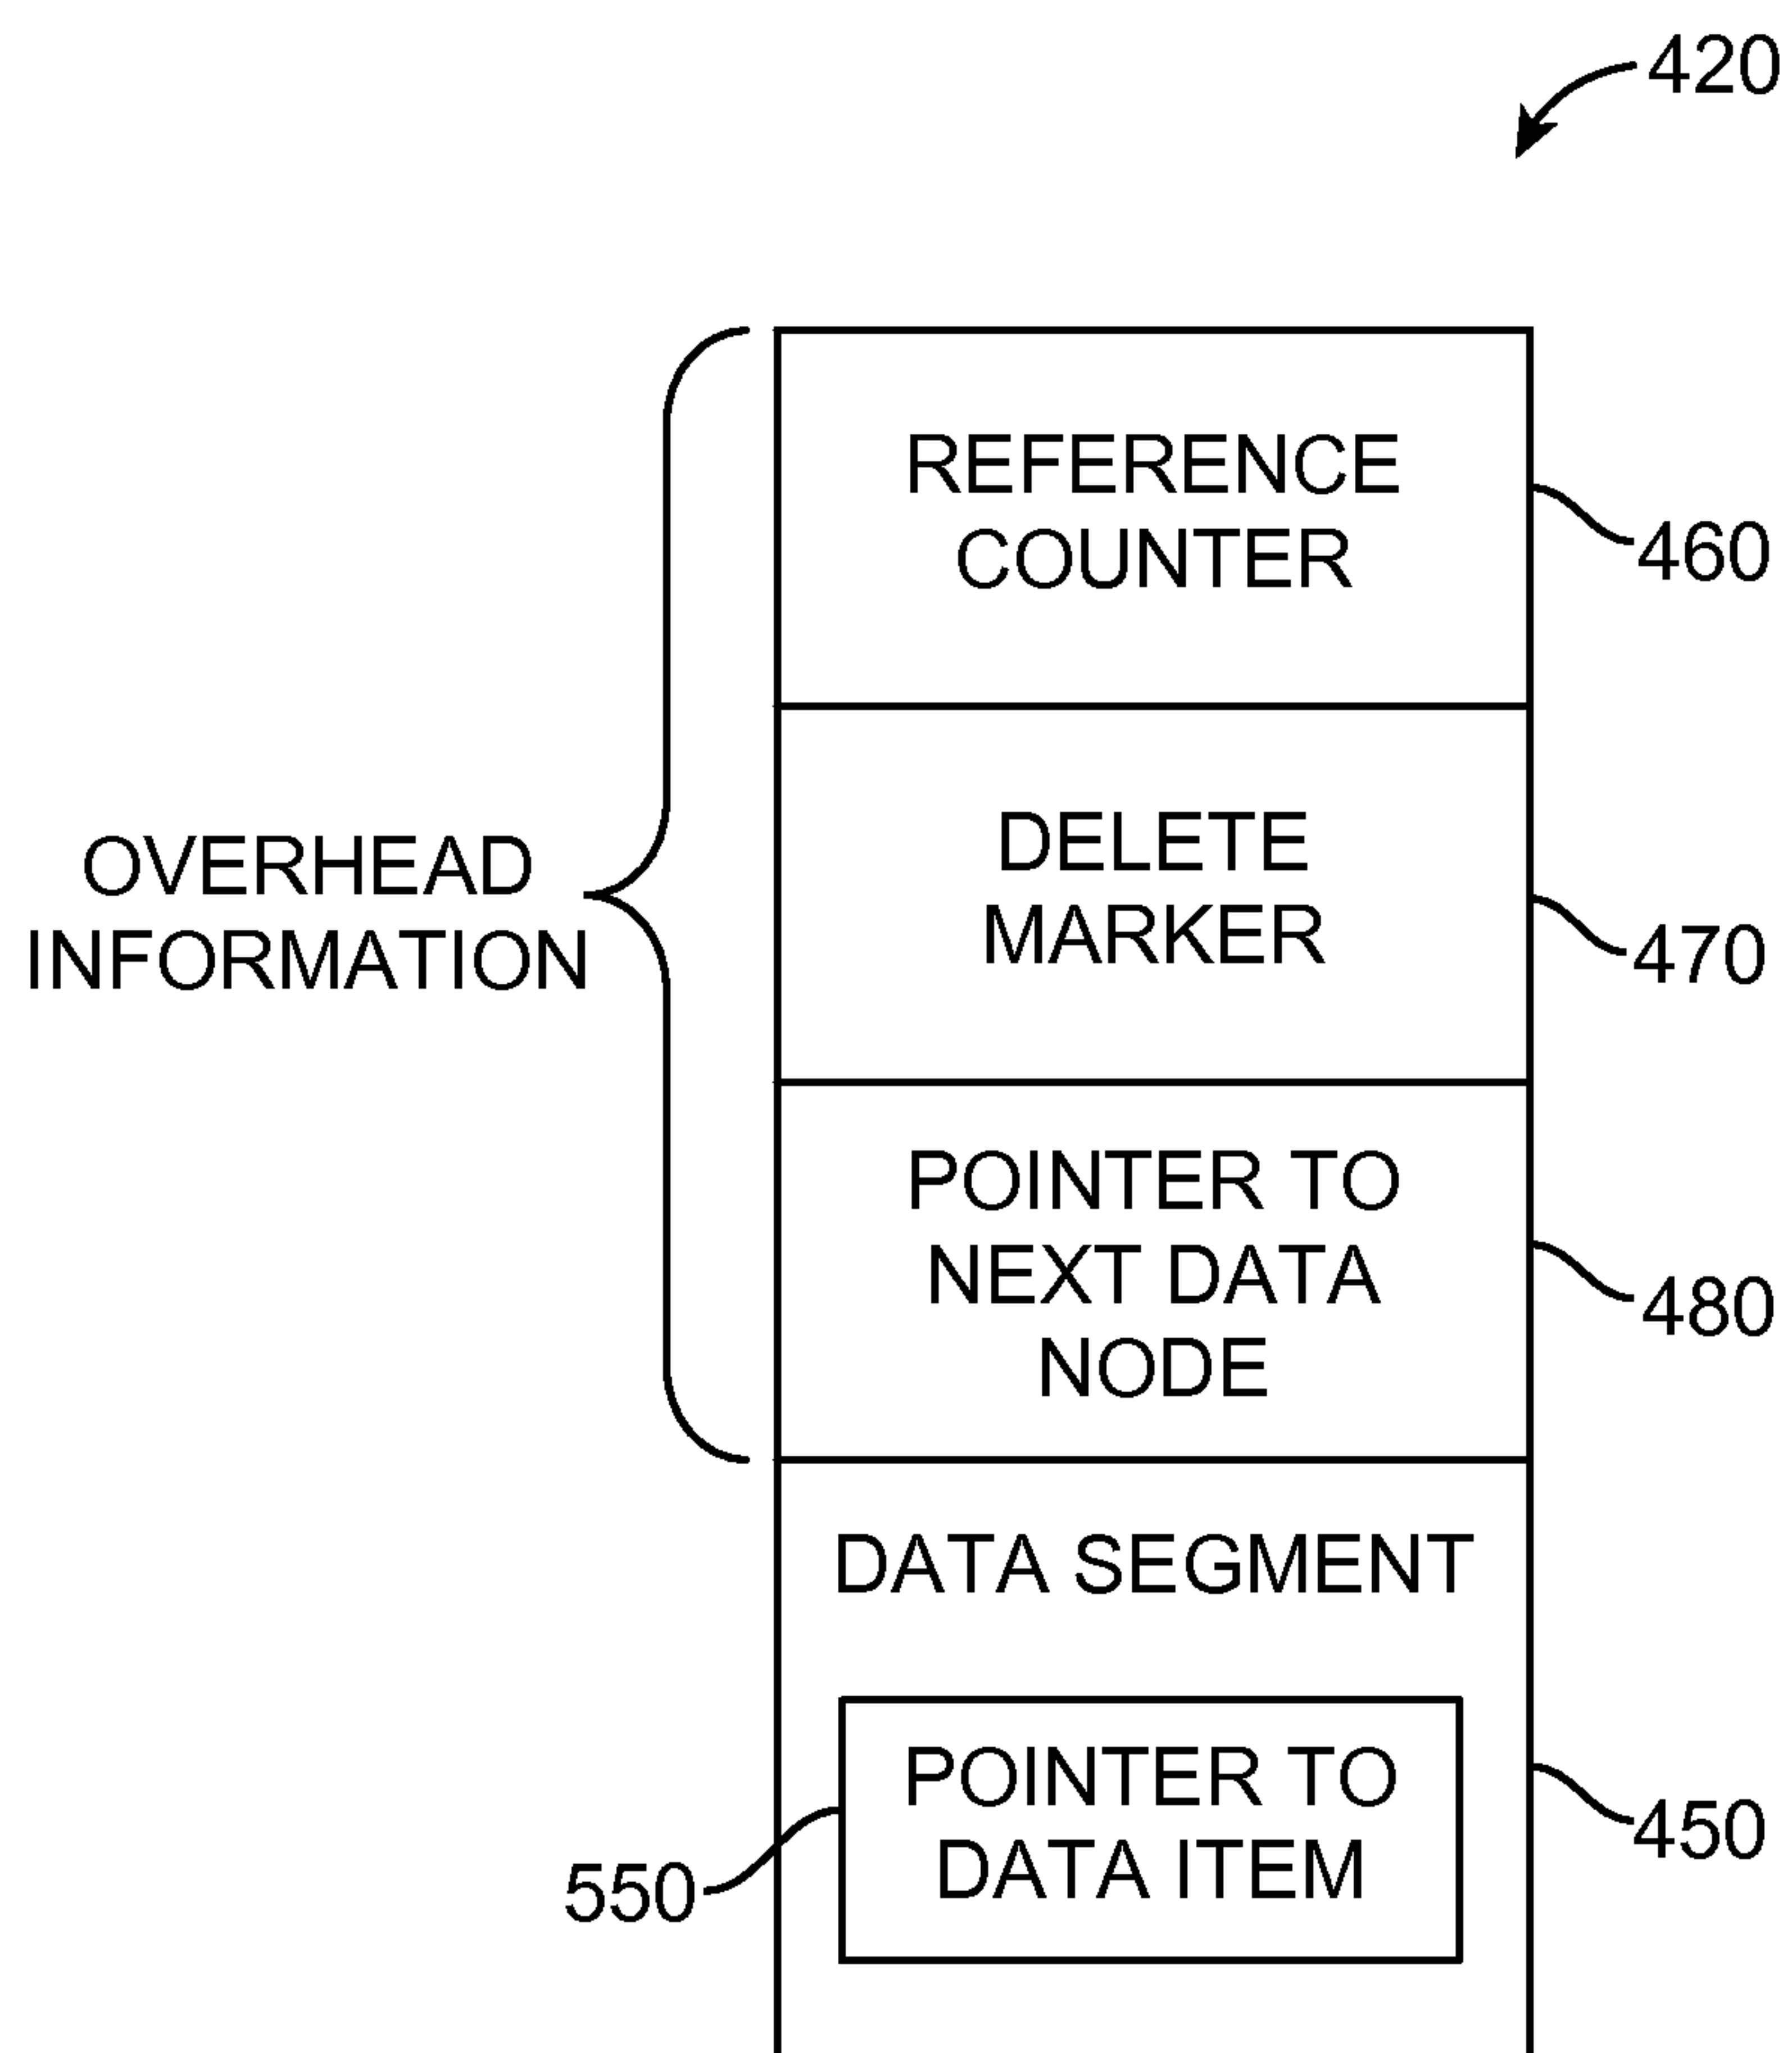 420
REFERENCE
COUNTER
460
DELETE
MARKER
470
OVERHEAD
INFORMATION
POINTER TO
NEXT DATA
NODE
480
DATA SEGMENT
POINTER TO
DATA ITEM
450
550